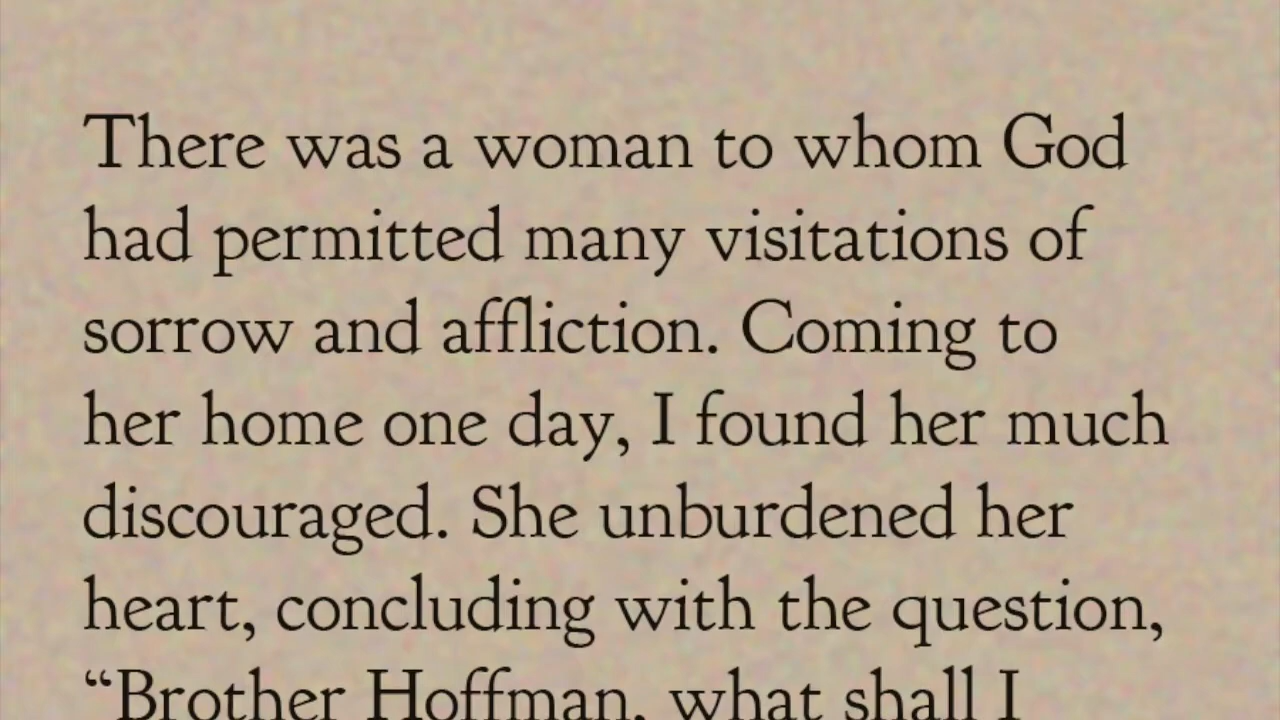 There was a woman to whom God
had permitted many visitations of
sorrow and affliction. Coming to
her home one day, I found her much
discouraged. She unburdened her
heart, concluding with the question,
“Brother Hoffman, what shall I